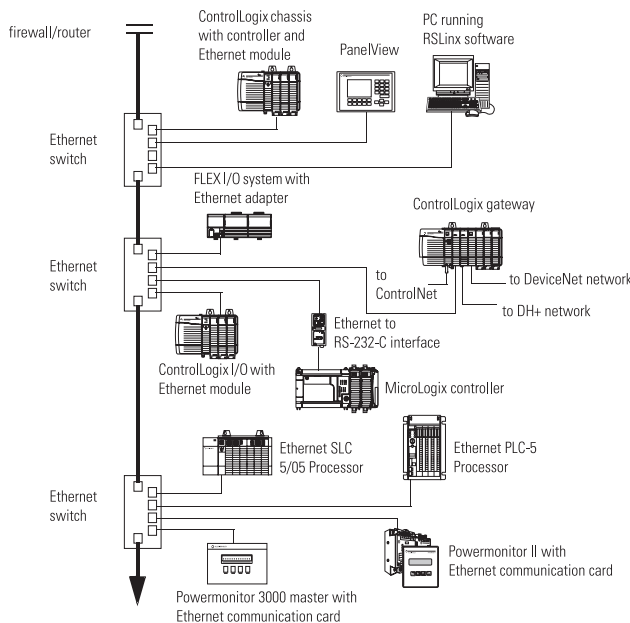 firewall/router
ControlLogix chassis
with controller and
Ethernet module
PanelView
PC running
RSLinx software
Ethernet
switch
FLEX I/O system with
Ethernet adapter
ControlLogix gateway
Ethernet
switch
to
ControlNet
to DeviceNet network
to DH+ network
Ethernet to
RS-232-C interface
ControlLogix I/O with
Ethernet module
MicroLogix controller
Ethernet SLC
5/05 Processor
Ethernet PLC-5
Processor
Ethernet
switch
Powermonitor II with
Ethernet communication card
Powermonitor 3000 master with
Ethernet communication card